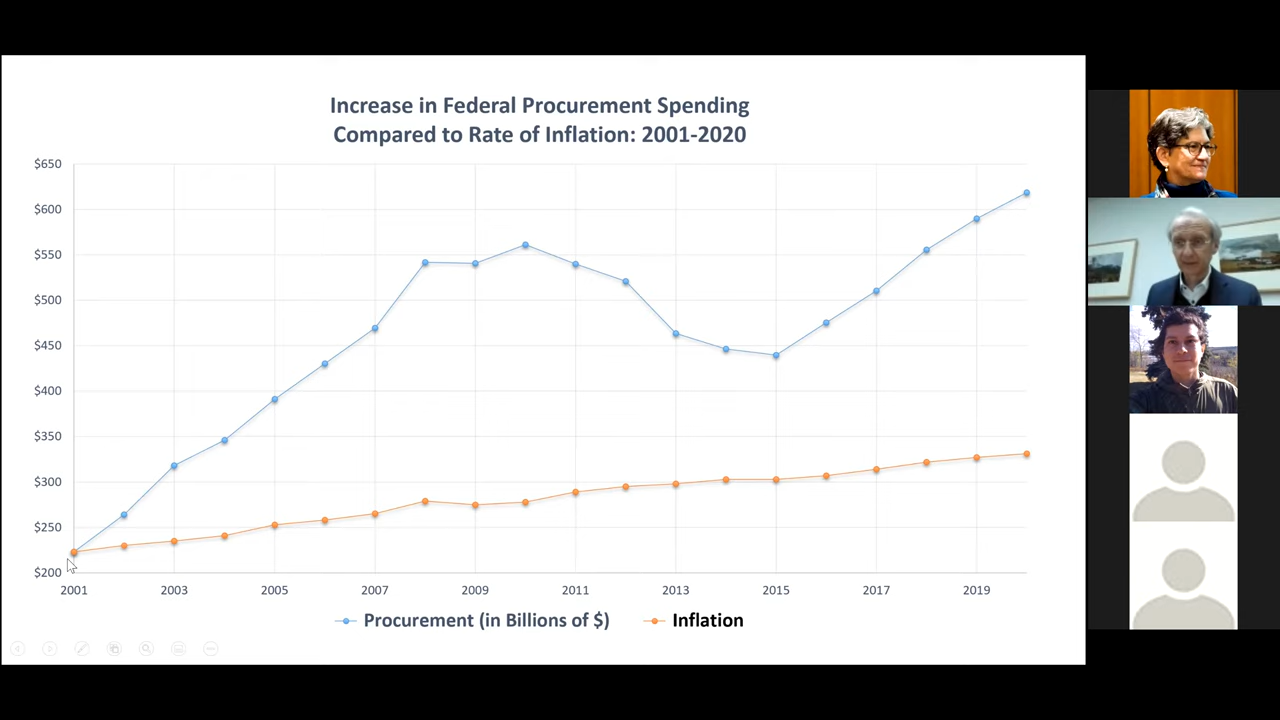 Increase in Federal Procurement Spending
Compared to Rate of Inflation: 2001-2020
$650
$600
$550
$500
$450
$400
$350
$300
$250
$200
2001 2003 2005 2007 2009 2011 2013 2015 2017 2019
Procurement (in Billions of $) Inflation